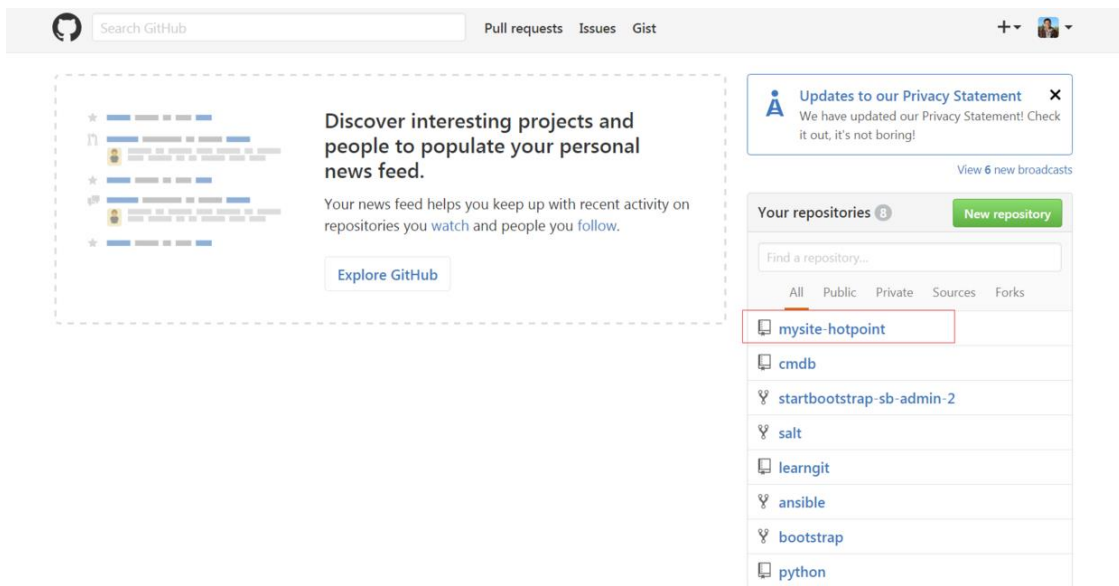 Search GitHub
Pull requests Issues Gist
Discover interesting projects and
people to populate your personal
news feed.
Your news feed helps you keep up with recent activity on
repositories you watch and people you follow.
Explore GitHub
Updates to our Privacy Statement
We have updated our Privacy Statement! Check
it out, it's not boring!
View 6 new broadcasts
Your repositories 8
New repository
Find a repository...
All Public Private Sources Forks
mysite-hotpoint
cmdb
startbootstrap-sb-admin-2
salt
learngit
ansible
bootstrap
python